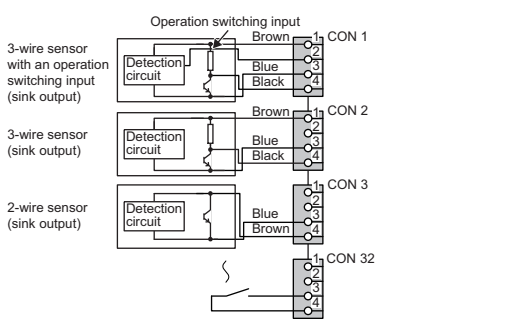 Operation switching input
3-wire sensor
with an operation
switching input
(sink output)
Detection
circuit
Brown
Blue
Black
1
2
3
4
CON 1
3-wire sensor
(sink output)
Detection
circuit
Brown
Blue
Black
1
2
3
4
CON 2
2-wire sensor
(sink output)
Detection
circuit
Blue
Brown
1
2
3
4
CON 3
1
2
3
4
CON 32